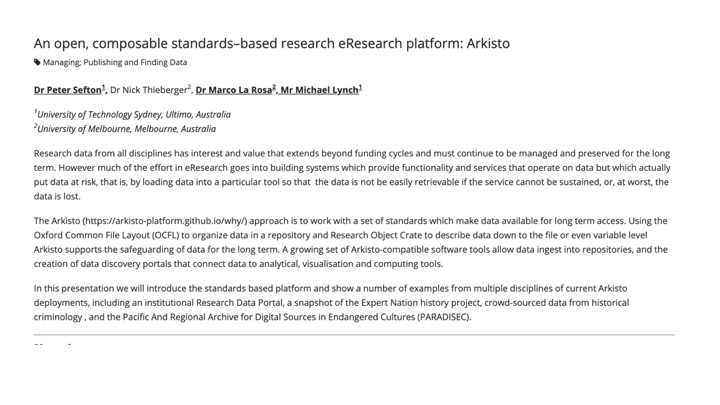 An open, composable standards–based research eResearch platform: Arkisto
Managing; Publishing and Finding Data
Dr Peter Sefton1, Dr Nick Thieberger2, Dr Marco La Rosa2, Mr Michael Lynch1
1University of Technology Sydney, Ultimo, Australia
2University of Melbourne, Melbourne, Australia
Research data from all disciplines has interest and value that extends beyond funding cycles and must continue to be managed and preserved for the long
term. However much of the effort in eResearch goes into building systems which provide functionality and services that operate on data but which actually
put data at risk, that is, by loading data into a particular tool so that  the data is not be easily retrievable if the service cannot be sustained, or, at worst, the
data is lost.
The Arkisto (https://arkisto-platform.github.io/why/) approach is to work with a set of standards which make data available for long term access. Using the
Oxford Common File Layout (OCFL) to organize data in a repository and Research Object Crate to describe data down to the file or even variable level
Arkisto supports the safeguarding of data for the long term. A growing set of Arkisto-compatible software tools allow data ingest into repositories, and the
creation of data discovery portals that connect data to analytical, visualisation and computing tools.
In this presentation we will introduce the standards based platform and show a number of examples from multiple disciplines of current Arkisto
deployments, including an institutional Research Data Portal, a snapshot of the Expert Nation history project, crowd-sourced data from historical
criminology , and the Pacific And Regional Archive for Digital Sources in Endangered Cultures (PARADISEC).